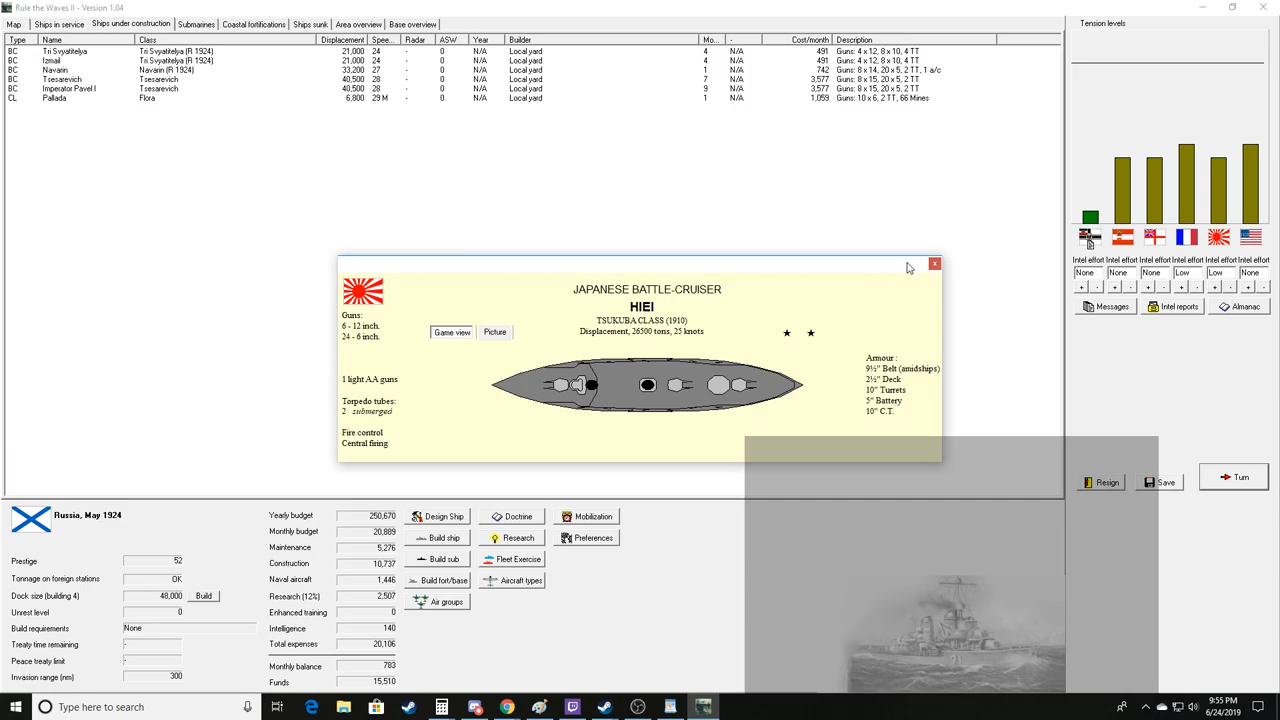 Rule the Waves II - Version 1.04
Map Ships in service Ships under construction Submarines Coastal fortifications Ships sunk Area overview Base overview
Type Name Class Displacement Spee... Radar ASW Year Name Builder Mo... - Cost/month Description
BC Tri Svyatitelya Tri Svyatitelya (R 1924) 21,000 24 - 0 N/A Local yard 4 N/A 491 Guns: 4 x 12, 8 x 10, 4 TT
BC Izmail Tri Svyatitelya (R 1924) 21,000 24 - 0 N/A Local yard 4 N/A 491 Guns: 4 x 12, 8 x 10, 4 TT
BC Navarin Navarin (R 1924) 33,200 27 - 0 N/A Local yard 1 N/A 742 Guns: 8 x 14, 20 x 5, 2 TT, 1 a/c
BC Tsesarevich Tsesarevich 40,500 28 - 0 N/A Local yard 7 N/A 3,577 Guns: 8 x 15, 20 x 5, 2 TT
BC Imperator Pavel I Tsesarevich 40,500 28 - 0 N/A Local yard 9 N/A 3,577 Guns: 8 x 15, 20 x 5, 2 TT
CL Pallada Flora 6,800 29 M - 0 N/A Local yard 1 N/A 1,059 Guns: 10 x 6, 2 TT, 66 Mines
Tension levels
Intel effort Intel effort Intel effort Intel effort Intel effort Intel effort
None None None Low Low None
+ - + - + - + - + - + -
Messages Intel reports Almanac
JAPANESE BATTLE-CRUISER
HIEI
TSUKUBA CLASS (1910)
Displacement, 26500 tons, 25 knots
Guns:
6 - 12 inch.
24 - 6 inch.
Game view Picture
★ ★
1 light AA guns
Torpedo tubes:
2 submerged
Fire control
Central firing
Armour :
9½" Belt (amidships)
2½" Deck
10" Turrets
5" Battery
10" C.T.
Resign Save Turn
Russia, May 1924
Prestige 52
Tonnage on foreign stations OK
Dock size (building 4) 48,000 Build
Unrest level 0
Build requirements None
Treaty time remaining -
Peace treaty limit -
Invasion range (nm) 300
Yearly budget 250,670
Monthly budget 20,889
Maintenance 5,276
Construction 10,737
Naval aircraft 1,446
Research (12%) 2,507
Enhanced training 0
Intelligence 140
Total expenses 20,106
Monthly balance 783
Funds 15,510
Design Ship Doctrine Mobilization
Build ship Research Preferences
Build sub Fleet Exercise
Build fort/base Aircraft types
Air groups
Type here to search
9:55 PM
6/24/2019